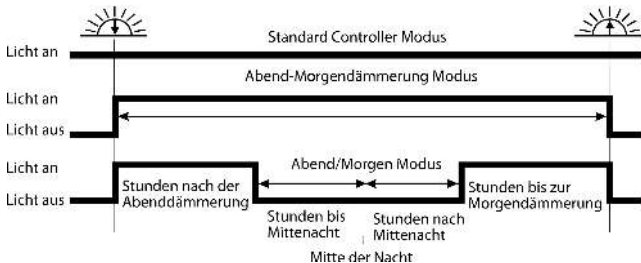 Standard Controller Modus
Licht an
Abend-Morgendämmerung Modus
Licht an
Licht aus
Licht an
Abend/Morgen Modus
Licht aus
Stunden nach der
Abenddämmerung
Stunden bis
Mittenacht
Stunden nach
Mittenacht
Stunden bis zur
Morgendämmerung
Mitte der Nacht